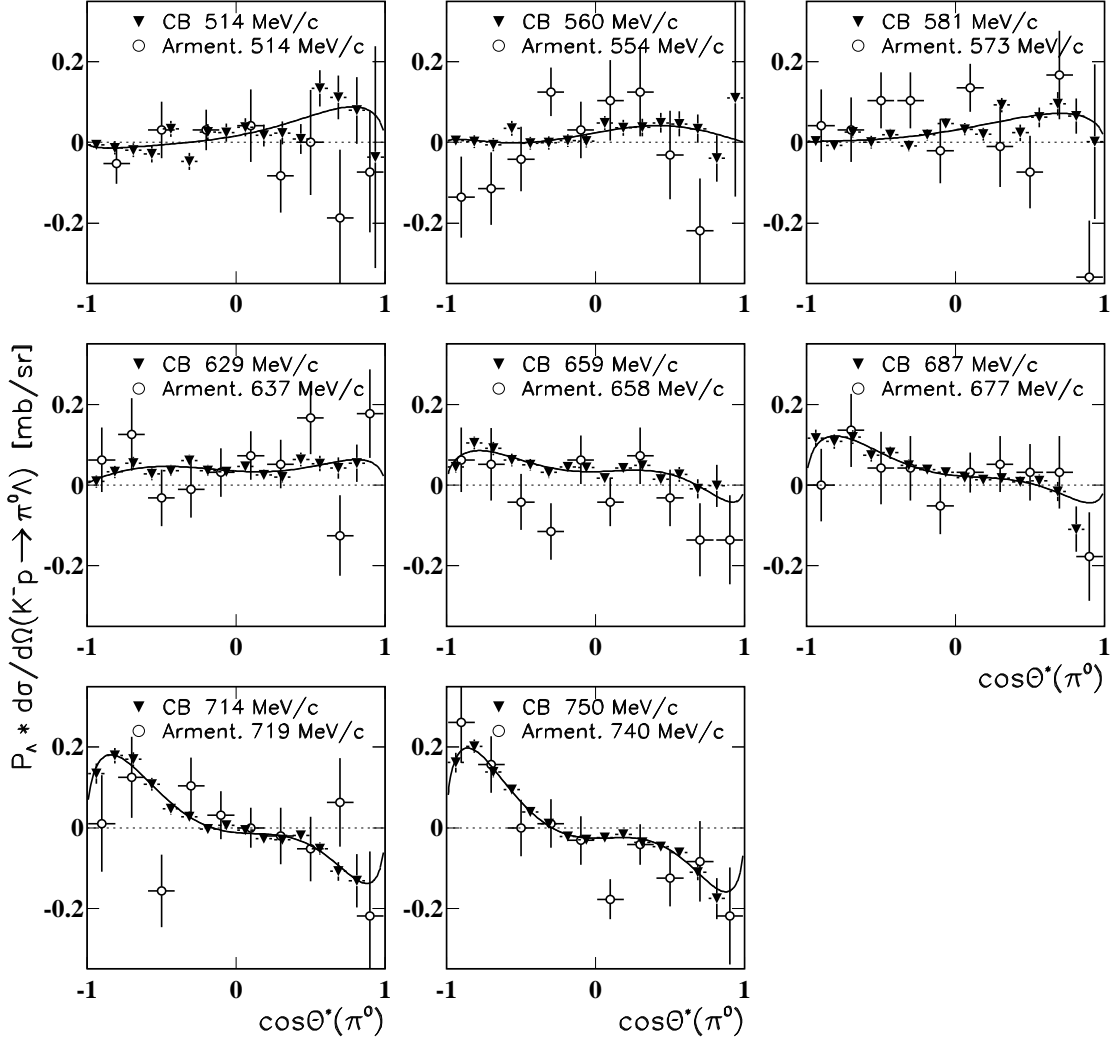 CB 514 MeV/c
Arment. 514 MeV/c
0.2
0
-0.2
-1 0 1
CB 560 MeV/c
Arment. 554 MeV/c
0.2
0
-0.2
-1 0 1
CB 581 MeV/c
Arment. 573 MeV/c
0.2
0
-0.2
-1 0 1
P_Λ * dσ/dΩ(K⁻p → π⁰Λ) [mb/sr]
CB 629 MeV/c
Arment. 637 MeV/c
0.2
0
-0.2
-1 0 1
CB 659 MeV/c
Arment. 658 MeV/c
0.2
0
-0.2
-1 0 1
CB 687 MeV/c
Arment. 677 MeV/c
0.2
0
-0.2
-1 0 1
cosΘ*(π⁰)
CB 714 MeV/c
Arment. 719 MeV/c
0.2
0
-0.2
-1 0 1
cosΘ*(π⁰)
CB 750 MeV/c
Arment. 740 MeV/c
0.2
0
-0.2
-1 0 1
cosΘ*(π⁰)